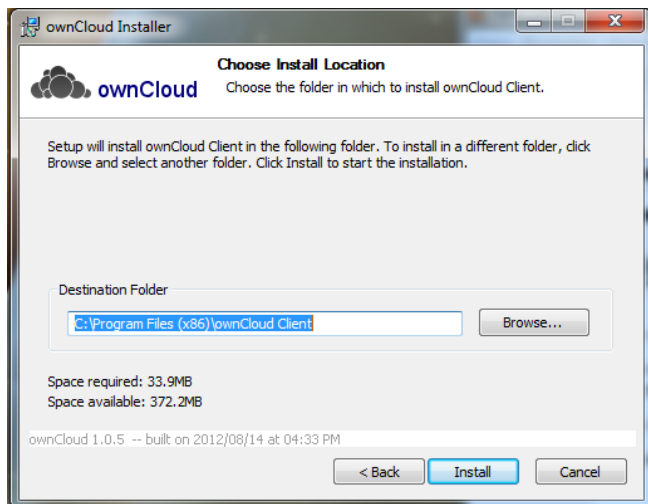 ownCloud Installer
Choose Install Location
Choose the folder in which to install ownCloud Client.
ownCloud
Setup will install ownCloud Client in the following folder. To install in a different folder, click
Browse and select another folder. Click Install to start the installation.
Destination Folder
C:\Program Files (x86)\ownCloud Client
Browse...
Space required: 33.9MB
Space available: 372.2MB
ownCloud 1.0.5 -- built on 2012/08/14 at 04:33 PM
< Back
Install
Cancel